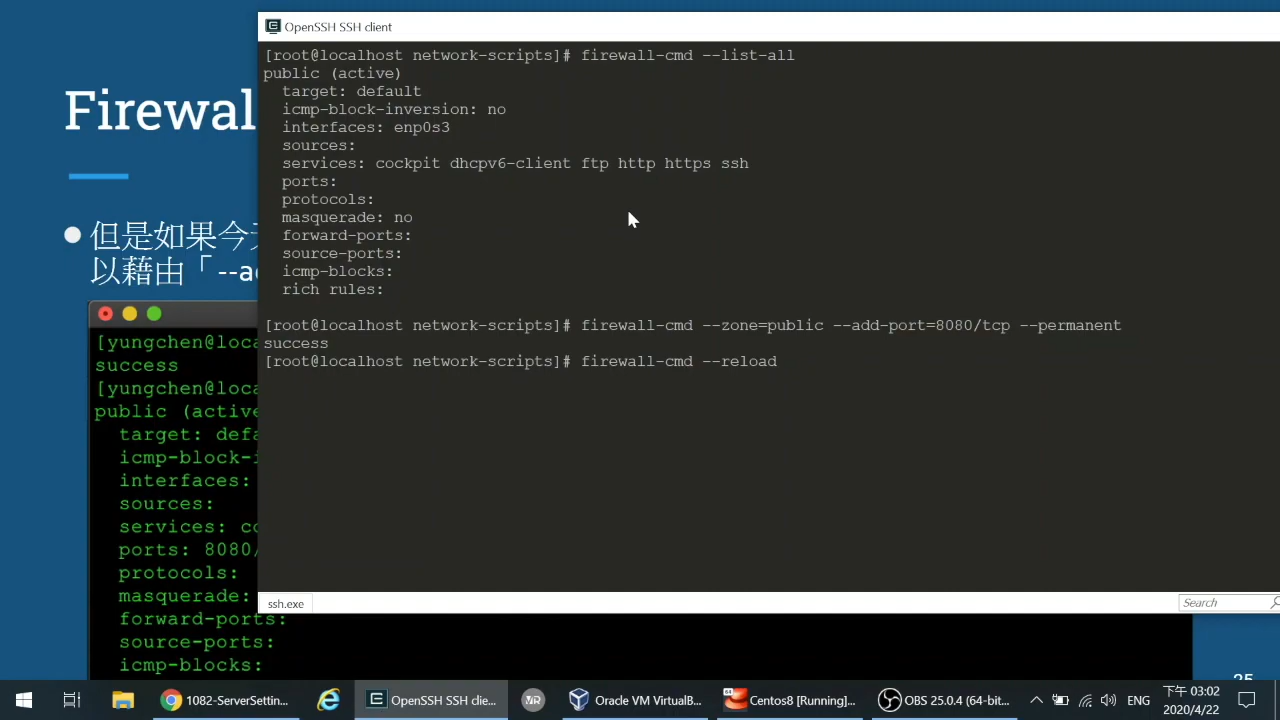 OpenSSH SSH client
[root@localhost network-scripts]# firewall-cmd --list-all
public (active)
target: default
icmp-block-inversion: no
interfaces: enp0s3
sources:
services: cockpit dhcpv6-client ftp http https ssh
ports:
protocols:
masquerade: no
forward-ports:
source-ports:
icmp-blocks:
rich rules:
[root@localhost network-scripts]# firewall-cmd --zone=public --add-port=8080/tcp --permanent
success
[root@localhost network-scripts]# firewall-cmd --reload
ssh.exe
Search
Firewal
但是如果今天
以藉由「--ad
[yungchen@loca
success
[yungchen@loca
public (active
target: defa
icmp-block-i
interfaces:
sources:
services: co
ports: 8080/
protocols:
masquerade:
forward-ports:
source-ports:
icmp-blocks:
25
1082-ServerSettin...
OpenSSH SSH clie...
Oracle VM VirtualB...
Centos8 [Running]...
OBS 25.0.4 (64-bit...
ENG
下午 03:02
2020/4/22